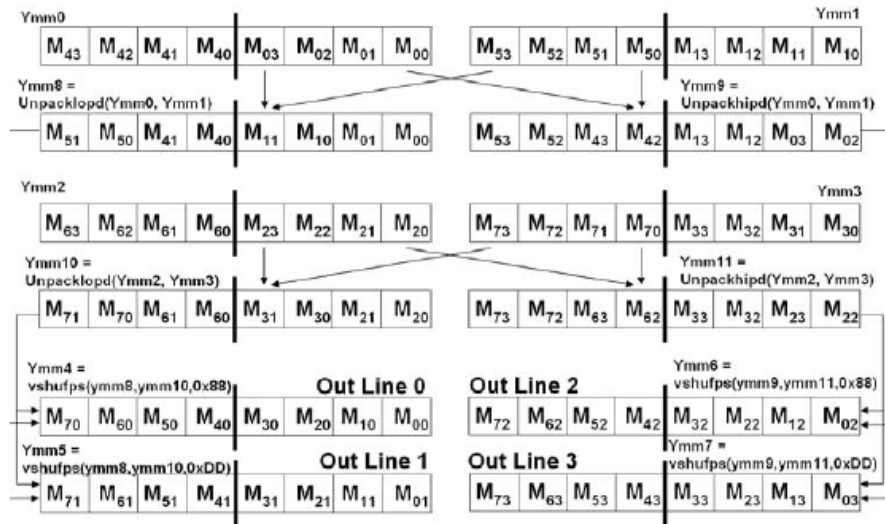 Ymm0 Ymm1
M43 M42 M41 M40 M03 M02 M01 M00 M53 M52 M51 M50 M13 M12 M11 M10
Ymm8 = Ymm9 =
Unpacklopd(Ymm0, Ymm1) Unpackhipd(Ymm0, Ymm1)
M51 M50 M41 M40 M11 M10 M01 M00 M53 M52 M43 M42 M13 M12 M03 M02
Ymm2 Ymm3
M63 M62 M61 M60 M23 M22 M21 M20 M73 M72 M71 M70 M33 M32 M31 M30
Ymm10 = Ymm11 =
Unpacklopd(Ymm2, Ymm3) Unpackhipd(Ymm2, Ymm3)
M71 M70 M61 M60 M31 M30 M21 M20 M73 M72 M63 M62 M33 M32 M23 M22
Ymm4 = Ymm6 =
vshufps(ymm8,ymm10,0x88) Out Line 0 Out Line 2 vshufps(ymm9,ymm11,0x88)
M70 M60 M50 M40 M30 M20 M10 M00 M72 M62 M52 M42 M32 M22 M12 M02
Ymm5 = Ymm7 =
vshufps(ymm8,ymm10,0xDD) Out Line 1 Out Line 3 vshufps(ymm9,ymm11,0xDD)
M71 M61 M51 M41 M31 M21 M11 M01 M73 M63 M53 M43 M33 M23 M13 M03